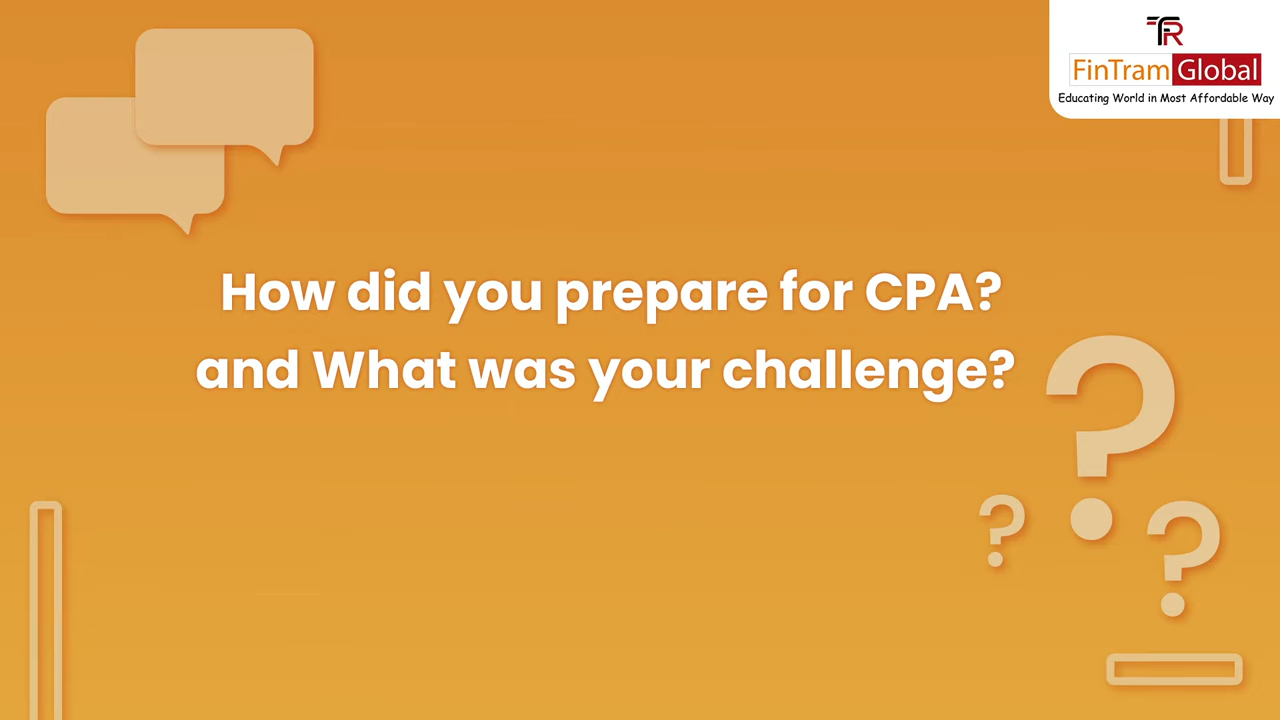 TR
FinTram Global
Educating World in Most Affordable Way
How did you prepare for CPA?
and What was your challenge?
?
?
?